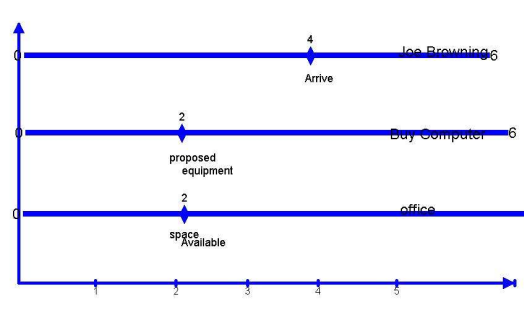 4
0 Joe Browning 6
Arrive
2
0 Buy Computer 6
proposed
equipment
2
0 office
space
Available
1 2 3 4 5